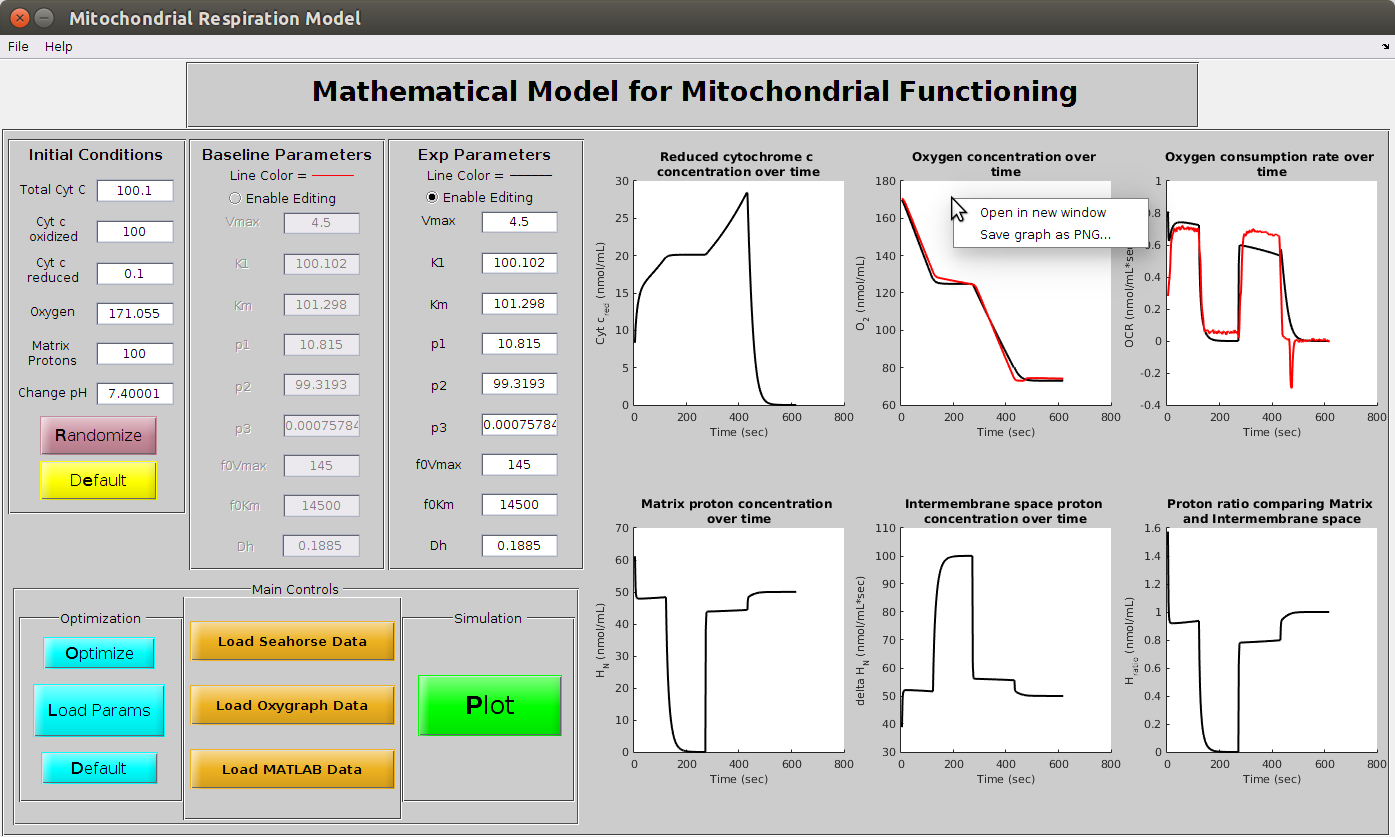 Mitochondrial Respiration Model
File Help
Mathematical Model for Mitochondrial Functioning
Initial Conditions
Total Cyt C 100.1
Cyt c
oxidized 100
Cyt c
reduced 0.1
Oxygen 171.055
Matrix
Protons 100
Change pH 7.40001
Randomize
Default
Baseline Parameters
Line Color =
Enable Editing
Vmax 4.5
K1 100.102
Km 101.298
p1 10.815
p2 99.3193
p3 0.00075784
f0Vmax 145
f0Km 14500
Dh 0.1885
Exp Parameters
Line Color =
Enable Editing
Vmax 4.5
K1 100.102
Km 101.298
p1 10.815
p2 99.3193
p3 0.00075784
f0Vmax 145
f0Km 14500
Dh 0.1885
Main Controls
Optimization
Optimize
Load Params
Default
Load Seahorse Data
Load Oxygraph Data
Load MATLAB Data
Simulation
Plot
Reduced cytochrome c
concentration over time
Cyt c_red (nmol/mL)
30
25
20
15
10
5
0
0 200 400 600 800
Time (sec)
Oxygen concentration over
time
O_2 (nmol/mL)
180
160
140
120
100
80
60
0 200 400 600 800
Time (sec)
Open in new window
Save graph as PNG...
Oxygen consumption rate over
time
OCR (nmol/mL*sec
1
0.8
0.6
0.4
0.2
0
-0.2
-0.4
0 200 400 600 800
Time (sec)
Matrix proton concentration
over time
H_N (nmol/mL)
70
60
50
40
30
20
10
0
0 200 400 600 800
Time (sec)
Intermembrane space proton
concentration over time
delta H_N (nmol/mL*sec)
110
100
90
80
70
60
50
40
30
0 200 400 600 800
Time (sec)
Proton ratio comparing Matrix
and Intermembrane space
H_ratio (nmol/mL)
1.6
1.4
1.2
1
0.8
0.6
0.4
0.2
0
0 200 400 600 800
Time (sec)